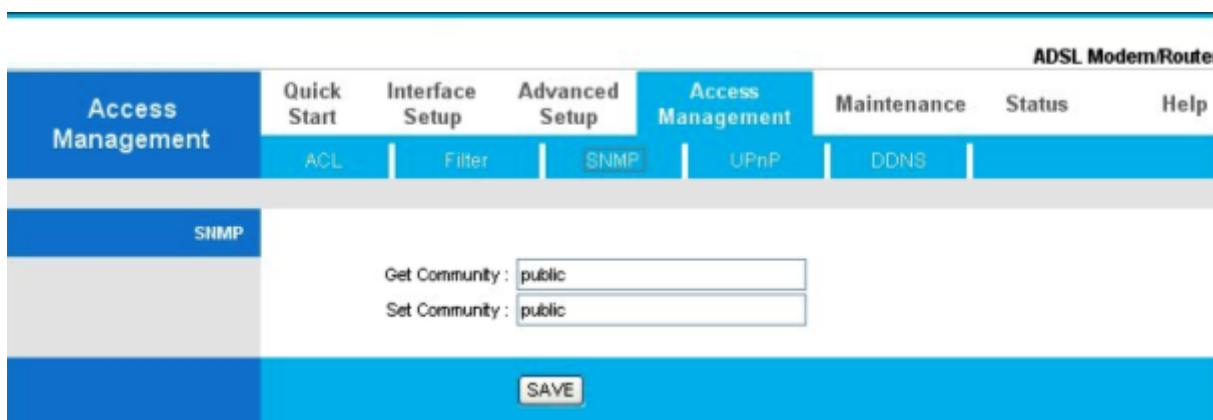 ADSL Modem/Route
Access Management
Quick Start
Interface Setup
Advanced Setup
Access Management
Maintenance
Status
Help
ACL
Filter
SNMP
UPnP
DDNS
SNMP
Get Community : public
Set Community : public
SAVE